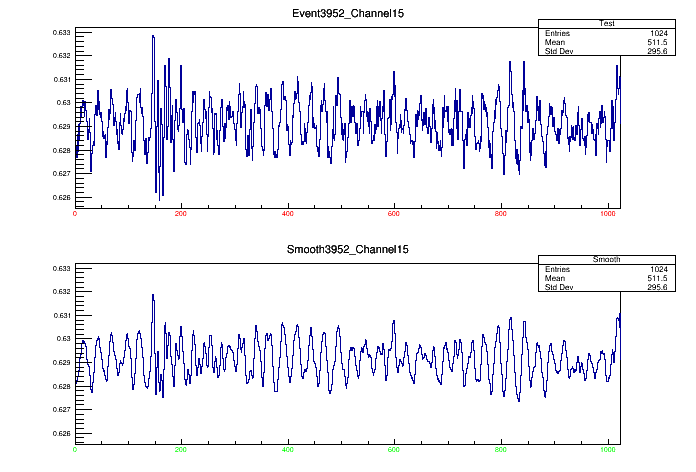 Event3952_Channel15
Test
Entries 1024
Mean 511.5
Std Dev 295.6
0.633
0.632
0.631
0.63
0.629
0.628
0.627
0.626
0 200 400 600 800 1000
Smooth3952_Channel15
Smooth
Entries 1024
Mean 511.5
Std Dev 295.6
0.633
0.632
0.631
0.63
0.629
0.628
0.627
0.626
0 200 400 600 800 1000